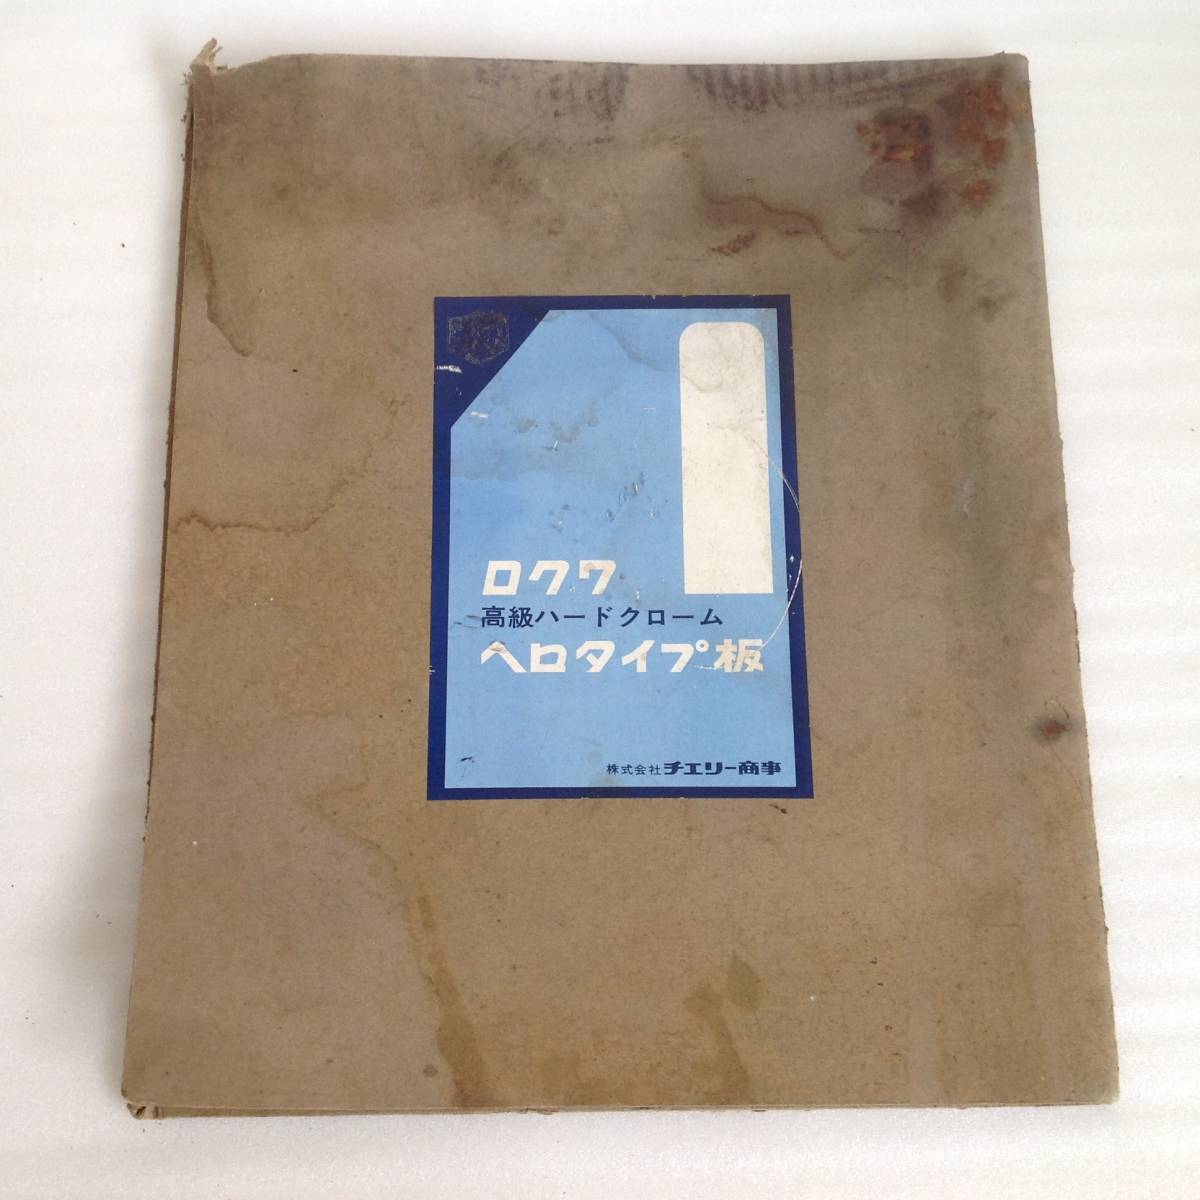 ロクワ
高級ハードクローム
ヘロタイプ板
株式会社 チエリー商事